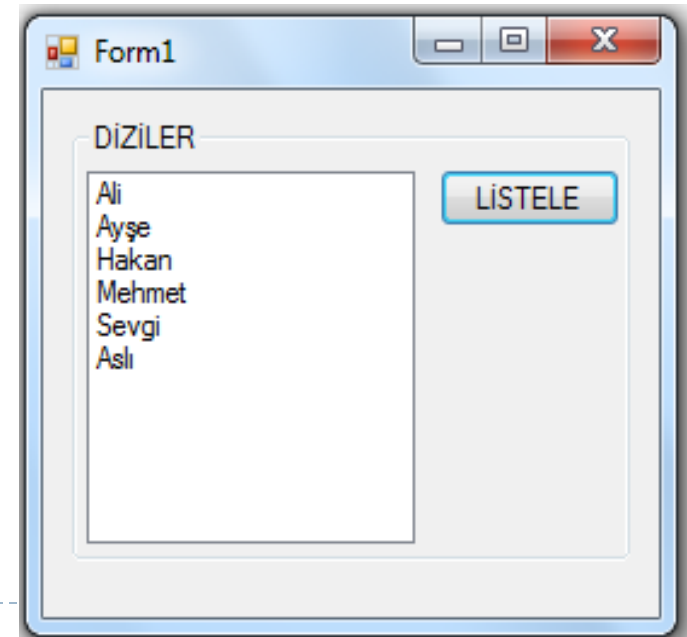 Form1
DİZİLER
Ali
Ayşe
Hakan
Mehmet
Sevgi
Aslı
LİSTELE